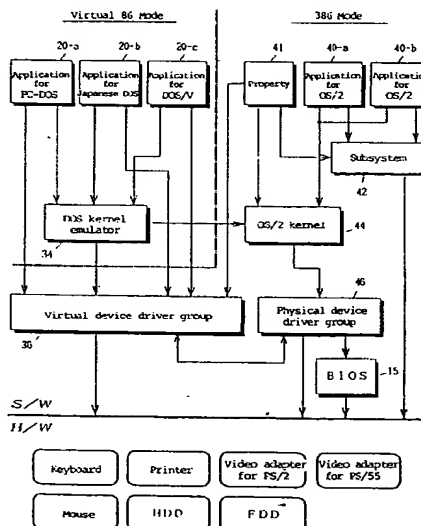 Virtual 86 Mode
386 Mode
20-a
20-b
20-c
41
40-a
40-b
Application
for
PC-DOS
Application
for
Japanese DOS
Application
for
DOS/V
Property
Application
for
OS/2
Application
for
OS/2
Subsystem
42
DOS kernel
emulator
34
OS/2 kernel
44
46
Virtual device driver group
Physical device
driver group
BIOS
15
S/W
H/W
Keyboard
Printer
Video adapter
for PS/2
Video adapter
for PS/55
Mouse
HDD
FDD